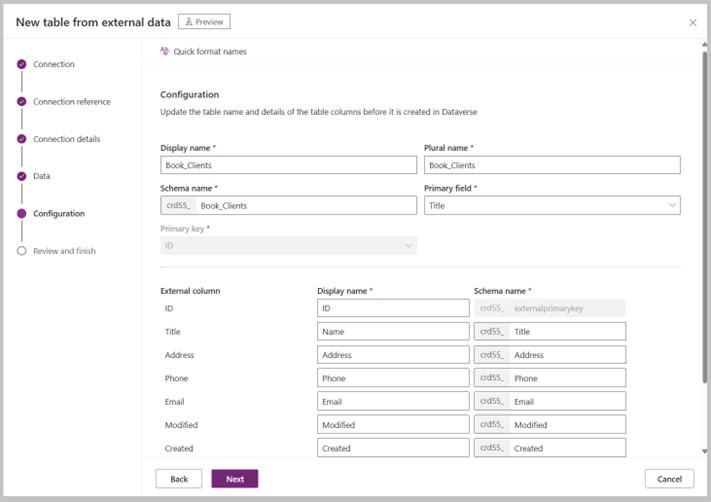 New table from external data Preview
Quick format names
Connection
Connection reference
Connection details
Data
Configuration
Review and finish
Configuration
Update the table name and details of the table columns before it is created in Dataverse
Display name * Plural name *
Book_Clients Book_Clients
Schema name * Primary field *
crd55_ Book_Clients Title
Primary key *
ID
External column Display name * Schema name *
ID ID crd55_ externalprimarykey
Title Name crd55_ Title
Address Address crd55_ Address
Phone Phone crd55_ Phone
Email Email crd55_ Email
Modified Modified crd55_ Modified
Created Created crd55_ Created
Back Next Cancel